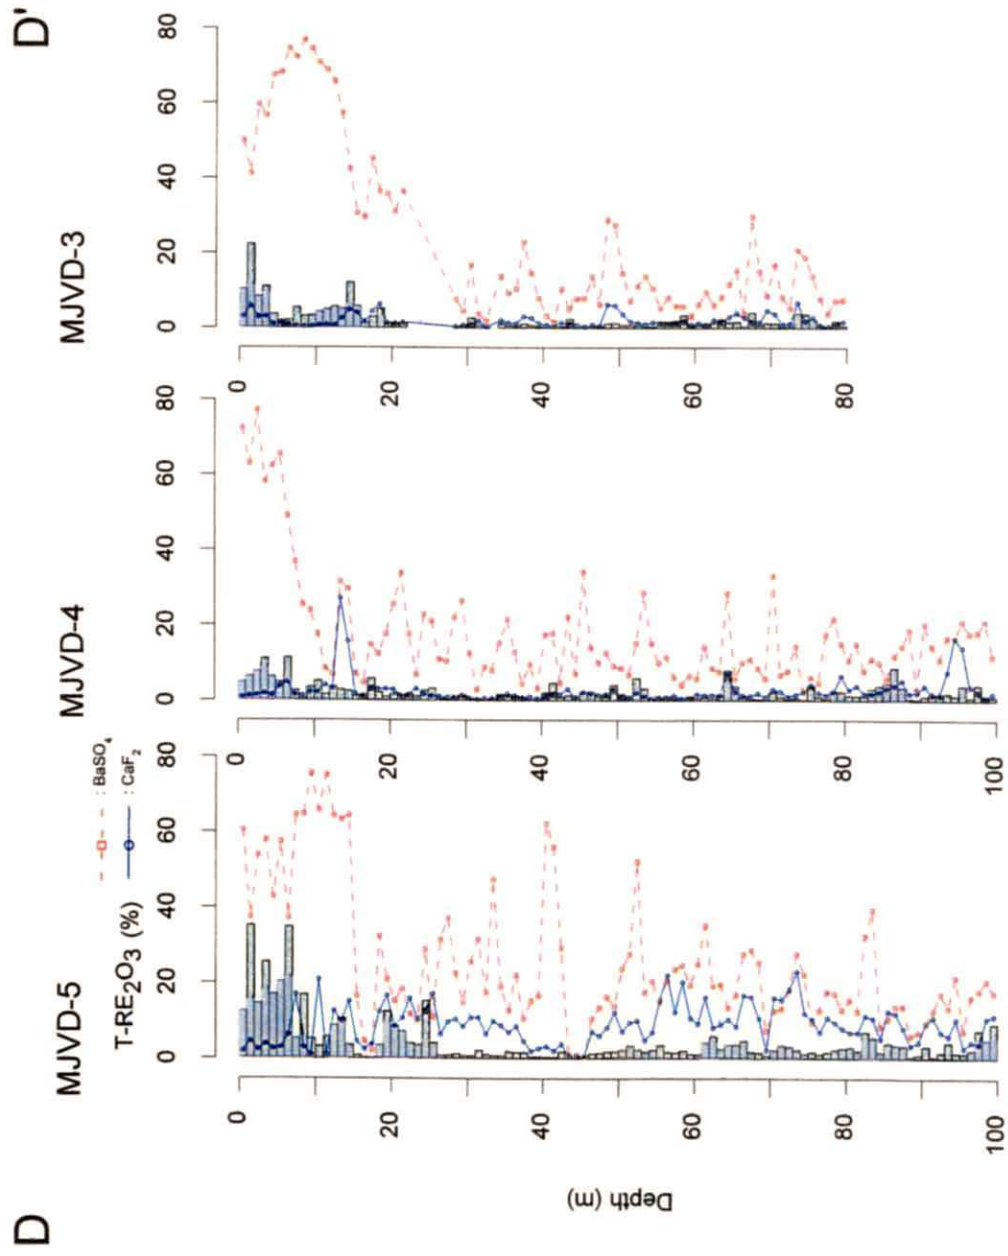 D D'
MJVD-5 MJVD-4 MJVD-3
: BaSO₄
: CaF₂
T-RE₂O₃ (%)
0 20 40 60 80 0 20 40 60 80 0 20 40 60 80
0 0 0
20 20 20
40 40 40
Depth (m)
60 60 60
80 80 80
100 100